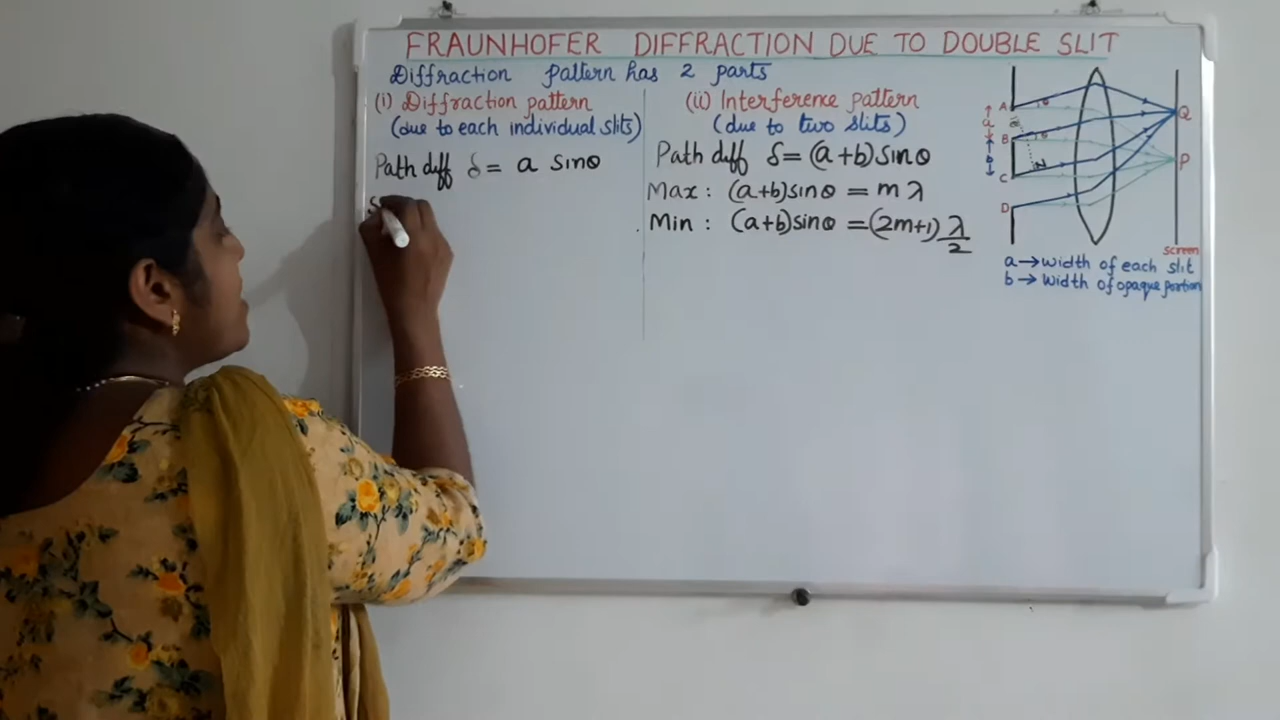 FRAUNHOFER DIFFRACTION DUE TO DOUBLE SLIT
Diffraction pattern has 2 parts
(i) Diffraction pattern
(due to each individual slits)
Path diff δ = a sinθ
(ii) Interference pattern
(due to two slits)
Path diff δ = (a+b)sinθ
Max : (a+b)sinθ = mλ
Min : (a+b)sinθ = (2m+1) λ/2
A
a
B
b
C
D
θ
θ
N
Q
P
screen
a → width of each slit
b → width of opaque portion